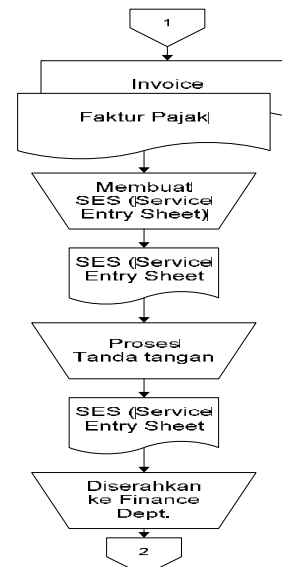 1
Invoice
Faktur Pajak
Membuat
SES (Service
Entry Sheet)
SES (Service
Entry Sheet
Proses
Tanda tangan
SES (Service
Entry Sheet
Diserahkan
ke Finance
Dept.
2